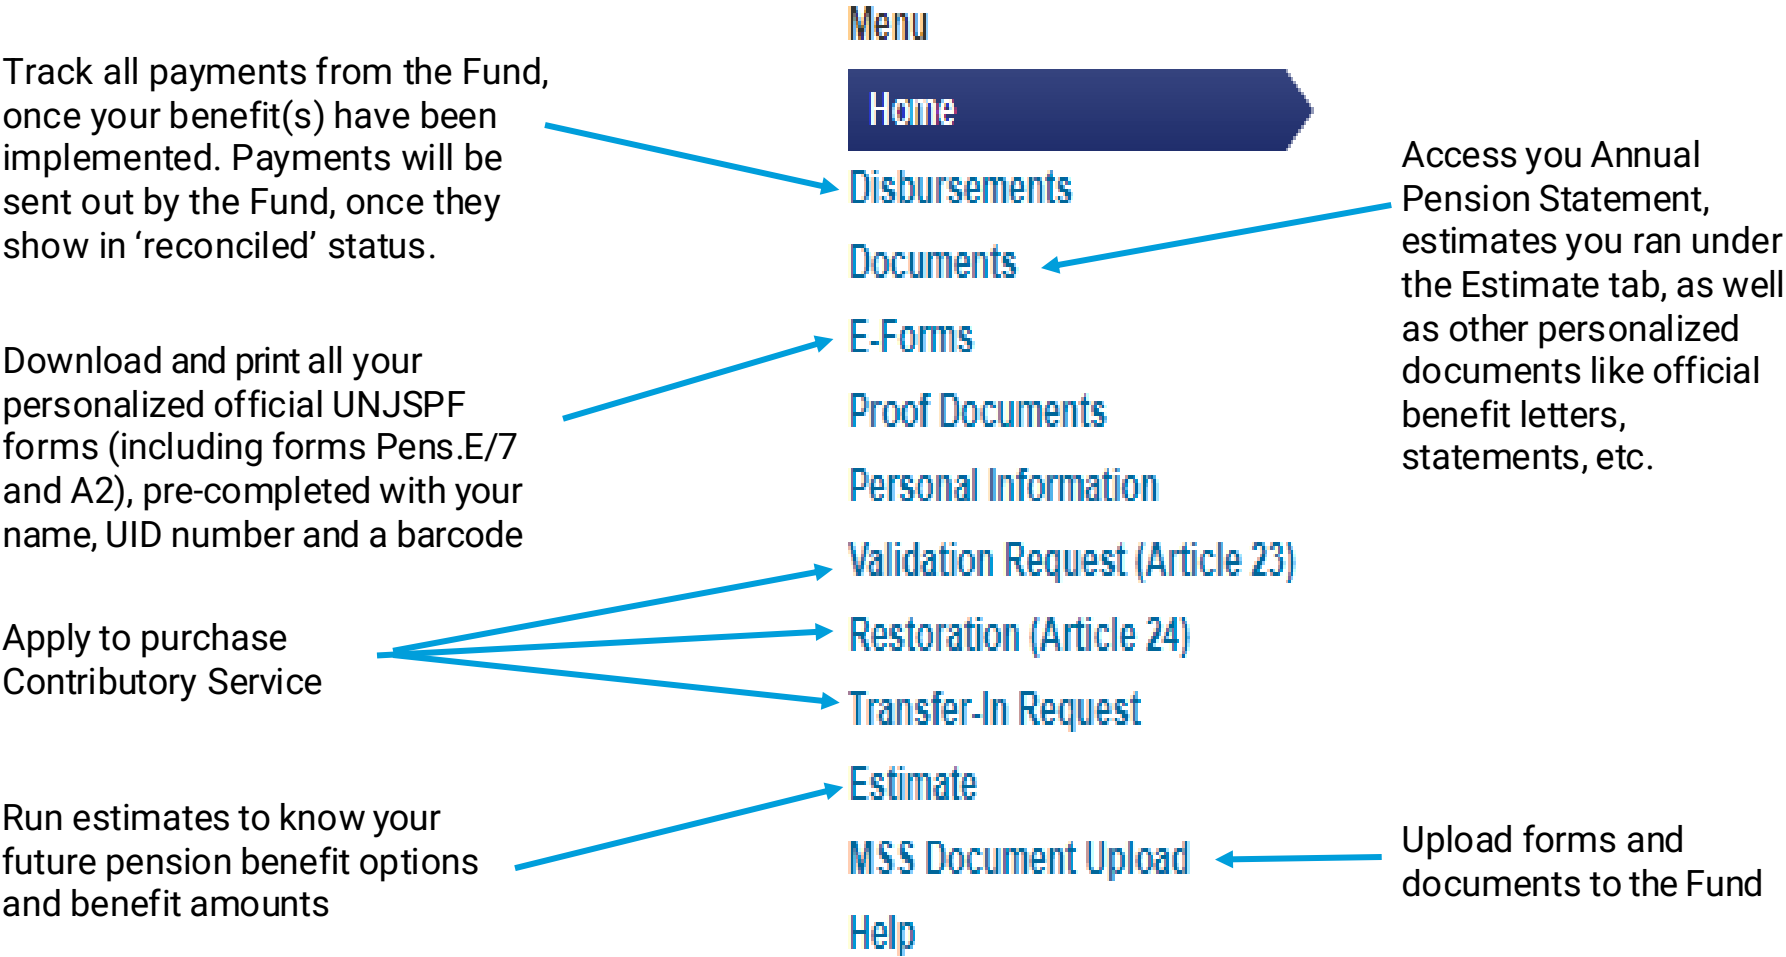 Menu
Home
Disbursements
Documents
E-Forms
Proof Documents
Personal Information
Validation Request (Article 23)
Restoration (Article 24)
Transfer-In Request
Estimate
MSS Document Upload
Help
Track all payments from the Fund,
once your benefit(s) have been
implemented. Payments will be
sent out by the Fund, once they
show in ‘reconciled’ status.
Download and print all your
personalized official UNJSPF
forms (including forms Pens.E/7
and A2), pre-completed with your
name, UID number and a barcode
Apply to purchase
Contributory Service
Run estimates to know your
future pension benefit options
and benefit amounts
Access you Annual
Pension Statement,
estimates you ran under
the Estimate tab, as well
as other personalized
documents like official
benefit letters,
statements, etc.
Upload forms and
documents to the Fund